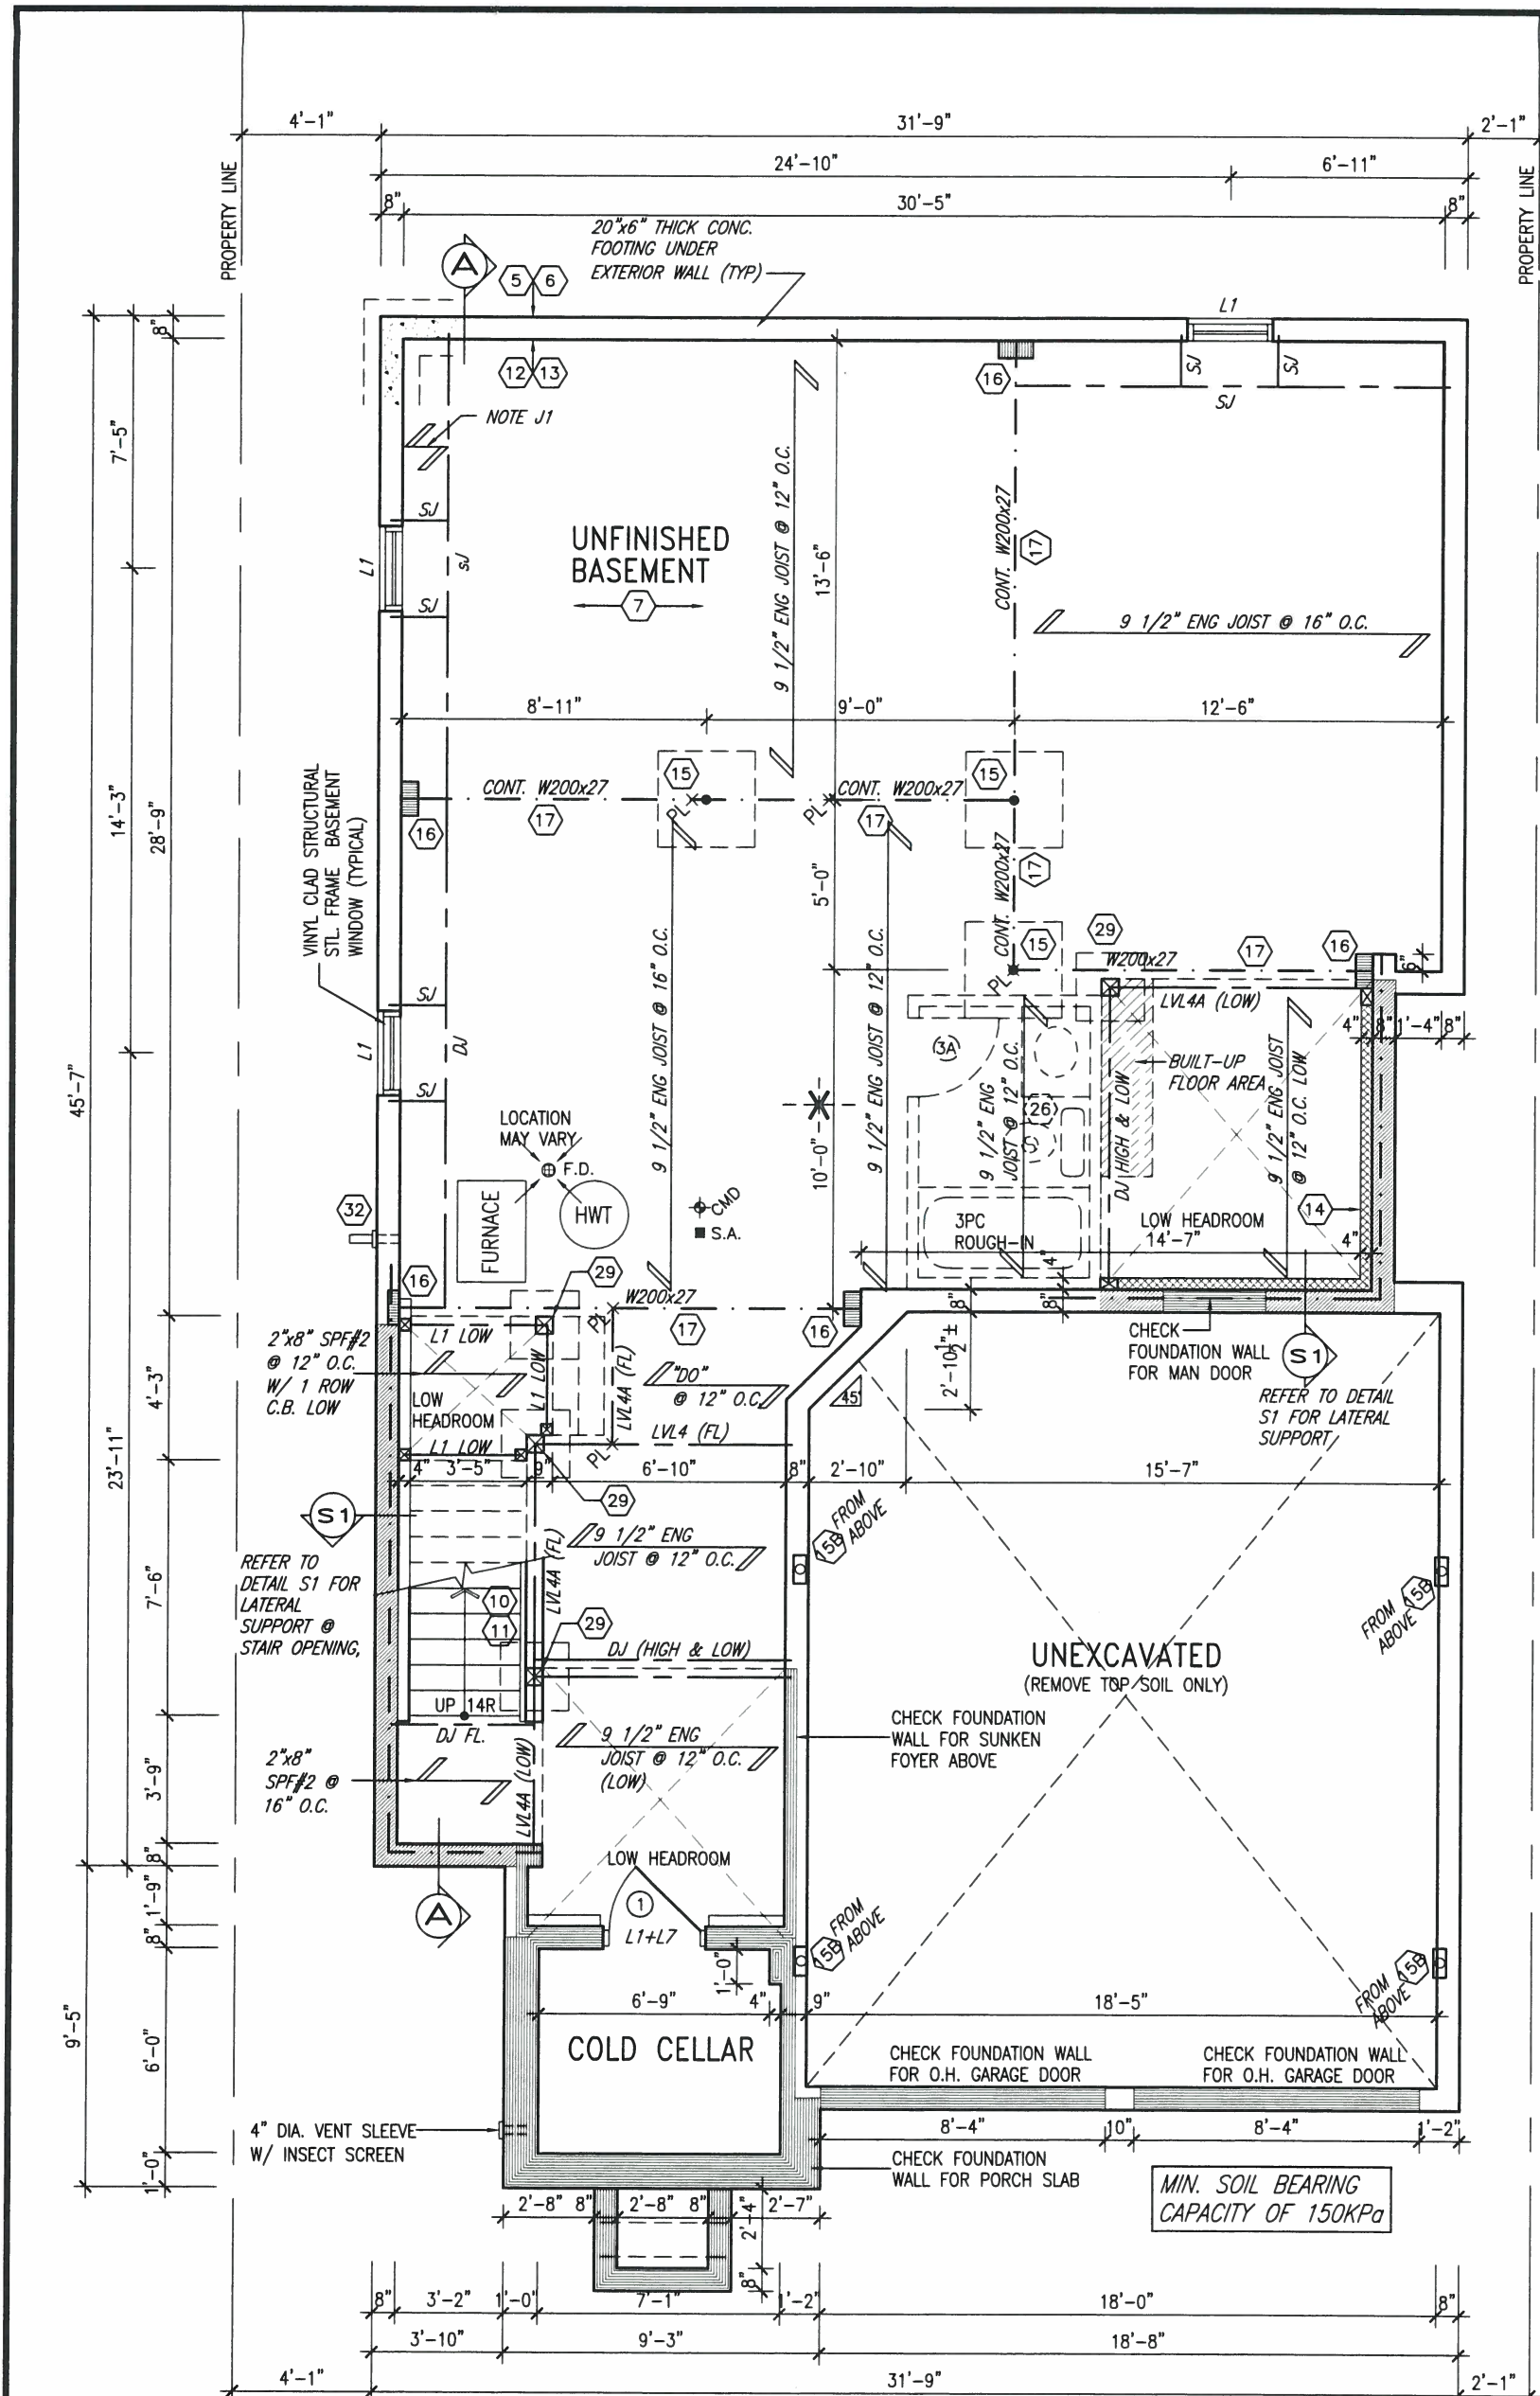 4'-1"
31'-9"
2'-1"
24'-10"
6'-11"
8"
30'-5"
8"
PROPERTY LINE
PROPERTY LINE
20"x6" THICK CONC.
FOOTING UNDER
EXTERIOR WALL (TYP)
A
5 6
L1
8"
12 13
16
SJ
SJ
SJ
NOTE J1
7'-5"
SJ
9 1/2" ENG JOIST @ 12" O.C.
CONT. W200x27
17
UNFINISHED
BASEMENT
7
L1
SJ
SJ
13'-6"
9 1/2" ENG JOIST @ 16" O.C.
8'-11"
9'-0"
12'-6"
14'-3"
28'-9"
VINYL CLAD STRUCTURAL
STL. FRAME BASEMENT
WINDOW (TYPICAL)
15
15
CONT. W200x27
CONT. W200x27
PL
PL
16
17
17
CONT. W200x27
17
5'-0"
15
29
W200x27
17
16
6"
PL
LVL4A (LOW)
SJ
L1
DJ
SJ
4"
8"
1'-4"
8"
45'-7"
9 1/2" ENG JOIST @ 16" O.C.
9 1/2" ENG JOIST @ 12" O.C.
3A
9 1/2" ENG
JOIST @ 12" O.C.
26
S
DJ HIGH & LOW
BUILT-UP
FLOOR AREA
9 1/2" ENG JOIST
@ 12" O.C. LOW
LOCATION
MAY VARY
F.D.
10'-0"
32
FURNACE
HWT
CMD
S.A.
3PC
ROUGH-IN
LOW HEADROOM
14'-7"
14
4"
4"
16
29
W200x27
PL
17
16
8"
8"
2"x8" SPF#2
@ 12" O.C.
W/ 1 ROW
C.B. LOW
L1 LOW
L1 LOW
LVL4A (FL)
"DO"
@ 12" O.C.
45°
2'-10 1/2"±
CHECK
FOUNDATION WALL
FOR MAN DOOR
S1
4'-3"
LOW
HEADROOM
L1 LOW
LVL4 (FL)
PL
REFER TO DETAIL
S1 FOR LATERAL
SUPPORT
23'-11"
4"
3'-5"
9"
6'-10"
8"
2'-10"
15'-7"
S1
29
FROM
ABOVE
15B
REFER TO
DETAIL S1 FOR
LATERAL
SUPPORT @
STAIR OPENING,
LVL4A (FL)
9 1/2" ENG
JOIST @ 12" O.C.
7'-6"
10
11
29
FROM
ABOVE
15B
DJ (HIGH & LOW)
UNEXCAVATED
(REMOVE TOP SOIL ONLY)
UP 14R
DJ FL.
CHECK FOUNDATION
WALL FOR SUNKEN
FOYER ABOVE
2"x8"
SPF#2 @
16" O.C.
9 1/2" ENG
JOIST @ 12" O.C.
(LOW)
3'-9"
LVL4A (LOW)
LOW HEADROOM
8"
1'-9"
A
1
L1+L7
FROM
ABOVE
15B
8"
1'-0"
FROM
ABOVE
15B
6'-9"
4"
9"
18'-5"
9'-5"
6'-0"
COLD CELLAR
CHECK FOUNDATION WALL
FOR O.H. GARAGE DOOR
CHECK FOUNDATION WALL
FOR O.H. GARAGE DOOR
4" DIA. VENT SLEEVE
W/ INSECT SCREEN
8'-4"
10"
8'-4"
1'-2"
1'-0"
CHECK FOUNDATION
WALL FOR PORCH SLAB
MIN. SOIL BEARING
CAPACITY OF 150KPa
2'-8"
8"
2'-8"
8"
2'-4"
2'-7"
8"
8"
3'-2"
1'-0"
7'-1"
1'-2"
18'-0"
8"
3'-10"
9'-3"
18'-8"
4'-1"
31'-9"
2'-1"